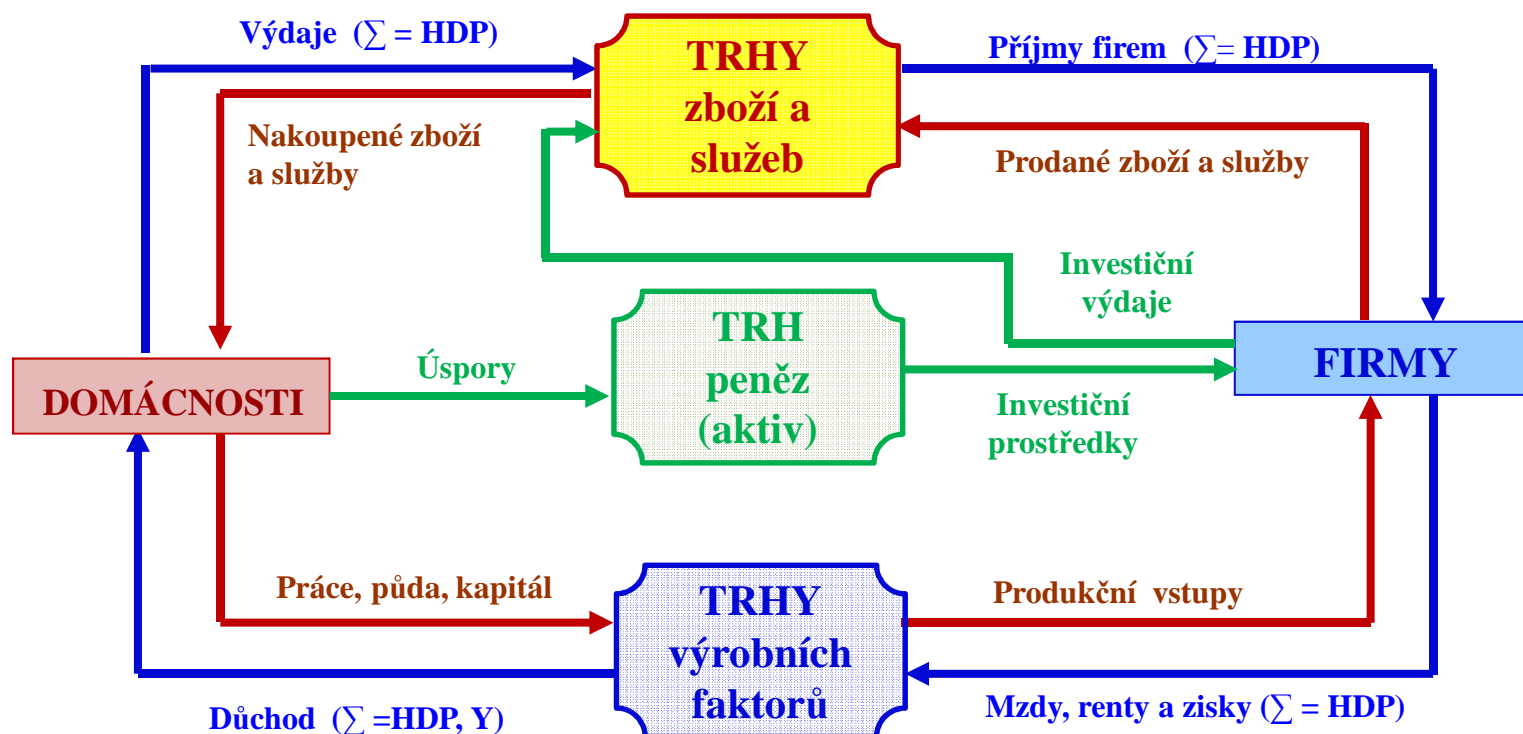 Výdaje (∑ = HDP)
TRHY
zboží a
služeb
Příjmy firem (∑= HDP)
Nakoupené zboží
a služby
Prodané zboží a služby
Investiční
výdaje
TRH
peněz
(aktiv)
Úspory
DOMÁCNOSTI
FIRMY
Investiční
prostředky
Práce, půda, kapitál
TRHY
výrobních
faktorů
Produkční vstupy
Důchod (∑ =HDP, Y)
Mzdy, renty a zisky (∑ = HDP)